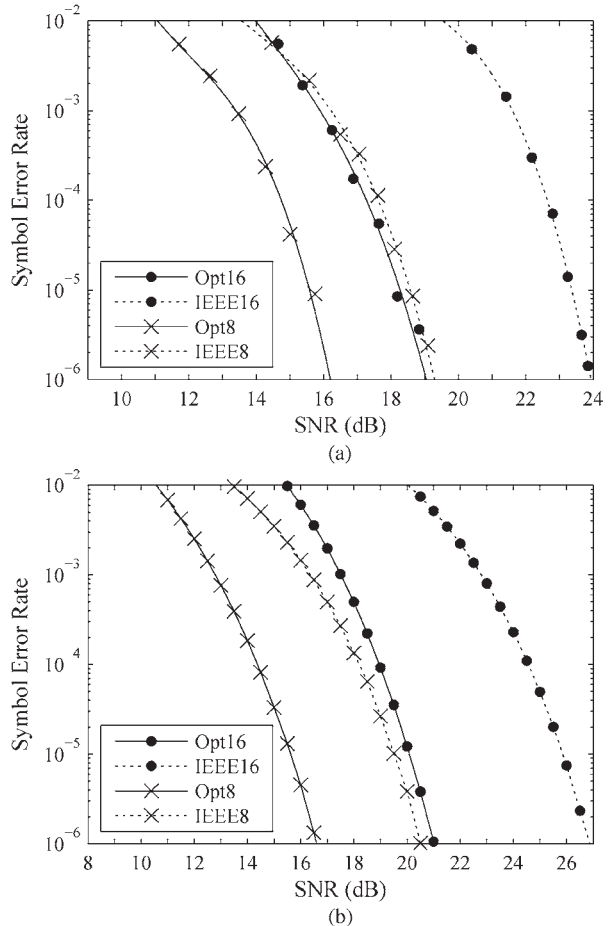 10^-2
10^-3
10^-4
10^-5
10^-6
Symbol Error Rate
Opt16
IEEE16
Opt8
IEEE8
10 12 14 16 18 20 22 24
SNR (dB)
(a)
10^-2
10^-3
10^-4
10^-5
10^-6
Symbol Error Rate
Opt16
IEEE16
Opt8
IEEE8
8 10 12 14 16 18 20 22 24 26
SNR (dB)
(b)